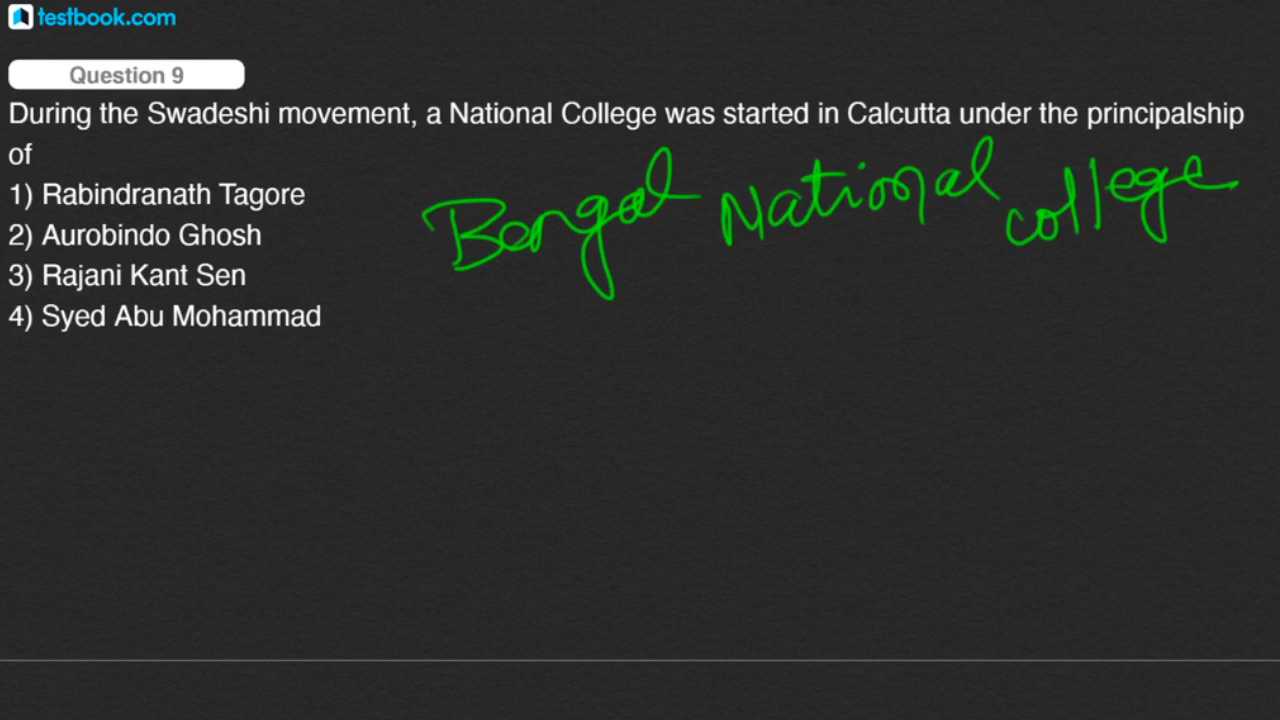 testbook.com
Question 9
During the Swadeshi movement, a National College was started in Calcutta under the principalship
of
1) Rabindranath Tagore
2) Aurobindo Ghosh
3) Rajani Kant Sen
4) Syed Abu Mohammad
Bengal National college